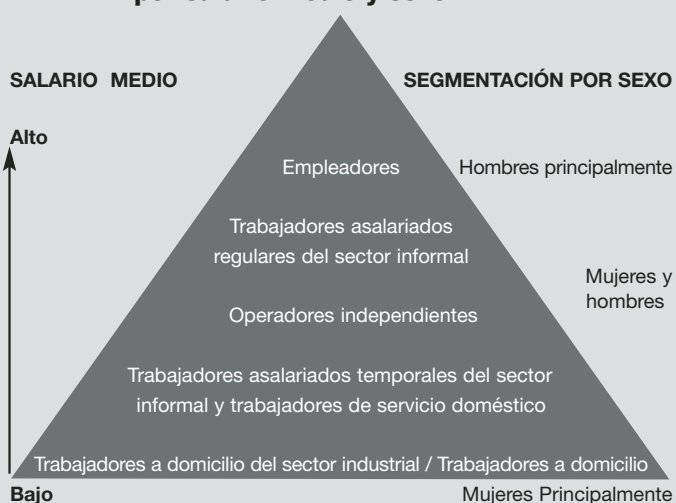 SALARIO MEDIO
SEGMENTACIÓN POR SEXO
Alto
Empleadores
Hombres principalmente
Trabajadores asalariados
regulares del sector informal
Mujeres y
hombres
Operadores independientes
Trabajadores asalariados temporales del sector
informal y trabajadores de servicio doméstico
Trabajadores a domicilio del sector industrial / Trabajadores a domicilio
Bajo
Mujeres Principalmente